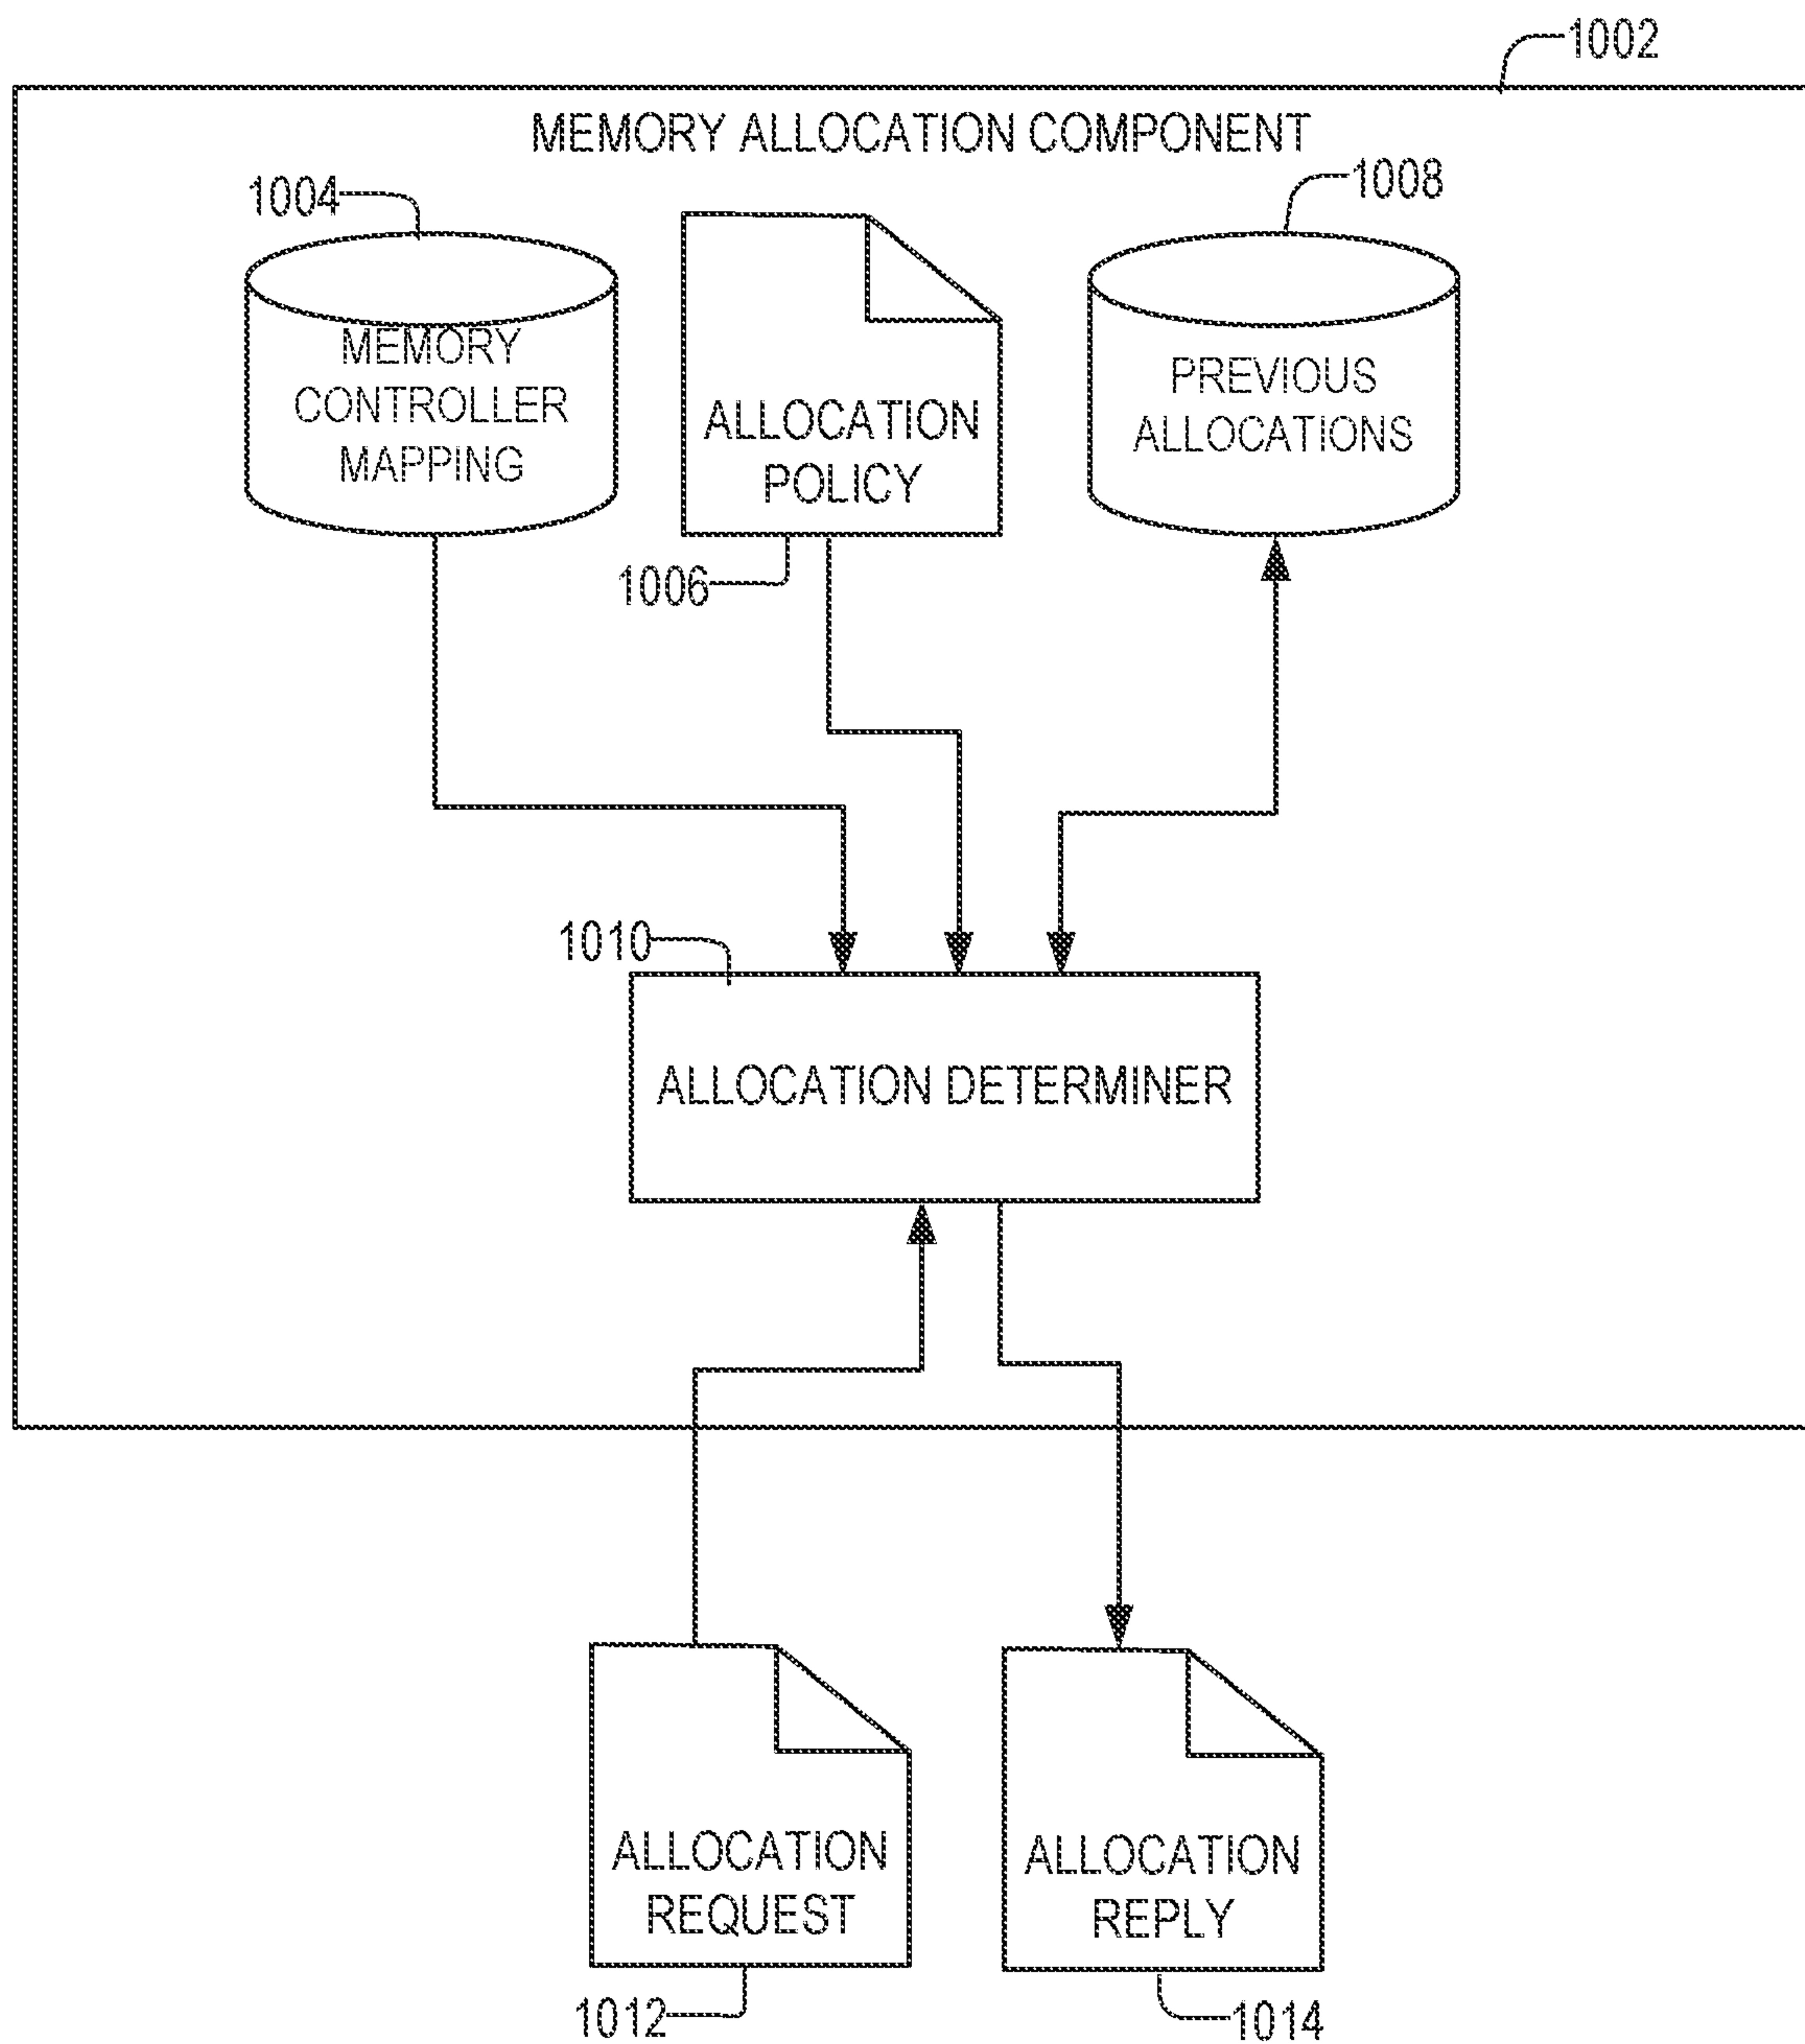 1002
MEMORY ALLOCATION COMPONENT
1004
1008
MEMORY
CONTROLLER
MAPPING
ALLOCATION
POLICY
PREVIOUS
ALLOCATIONS
1006
1010
ALLOCATION DETERMINER
ALLOCATION
REQUEST
ALLOCATION
REPLY
1012
1014